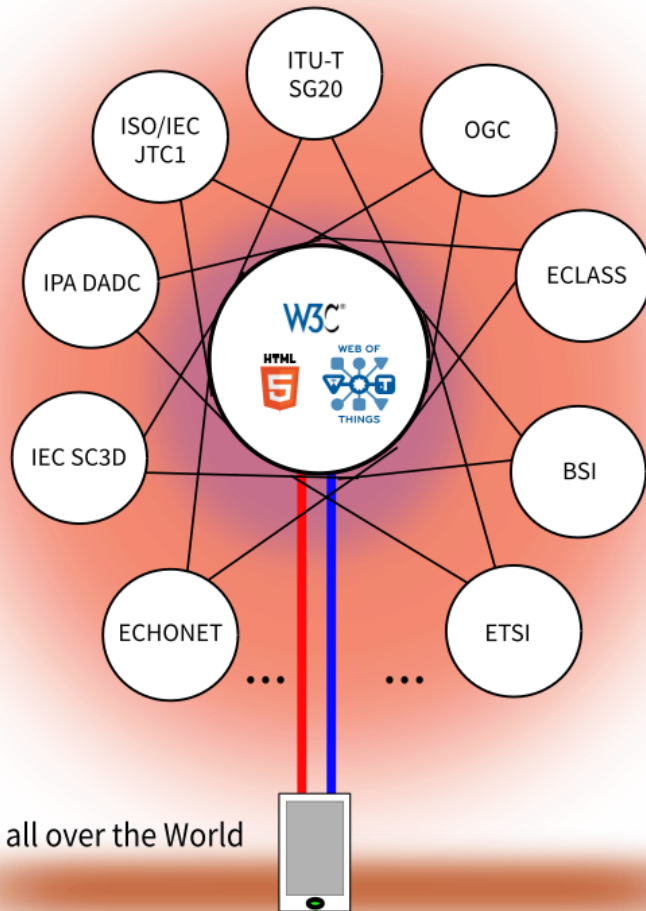 ITU-T
SG20
ISO/IEC
JTC1
OGC
IPA DADC
ECLASS
W3C®
HTML
5
WEB OF
W T
THINGS
IEC SC3D
BSI
ECHONET
ETSI
... ...
all over the World